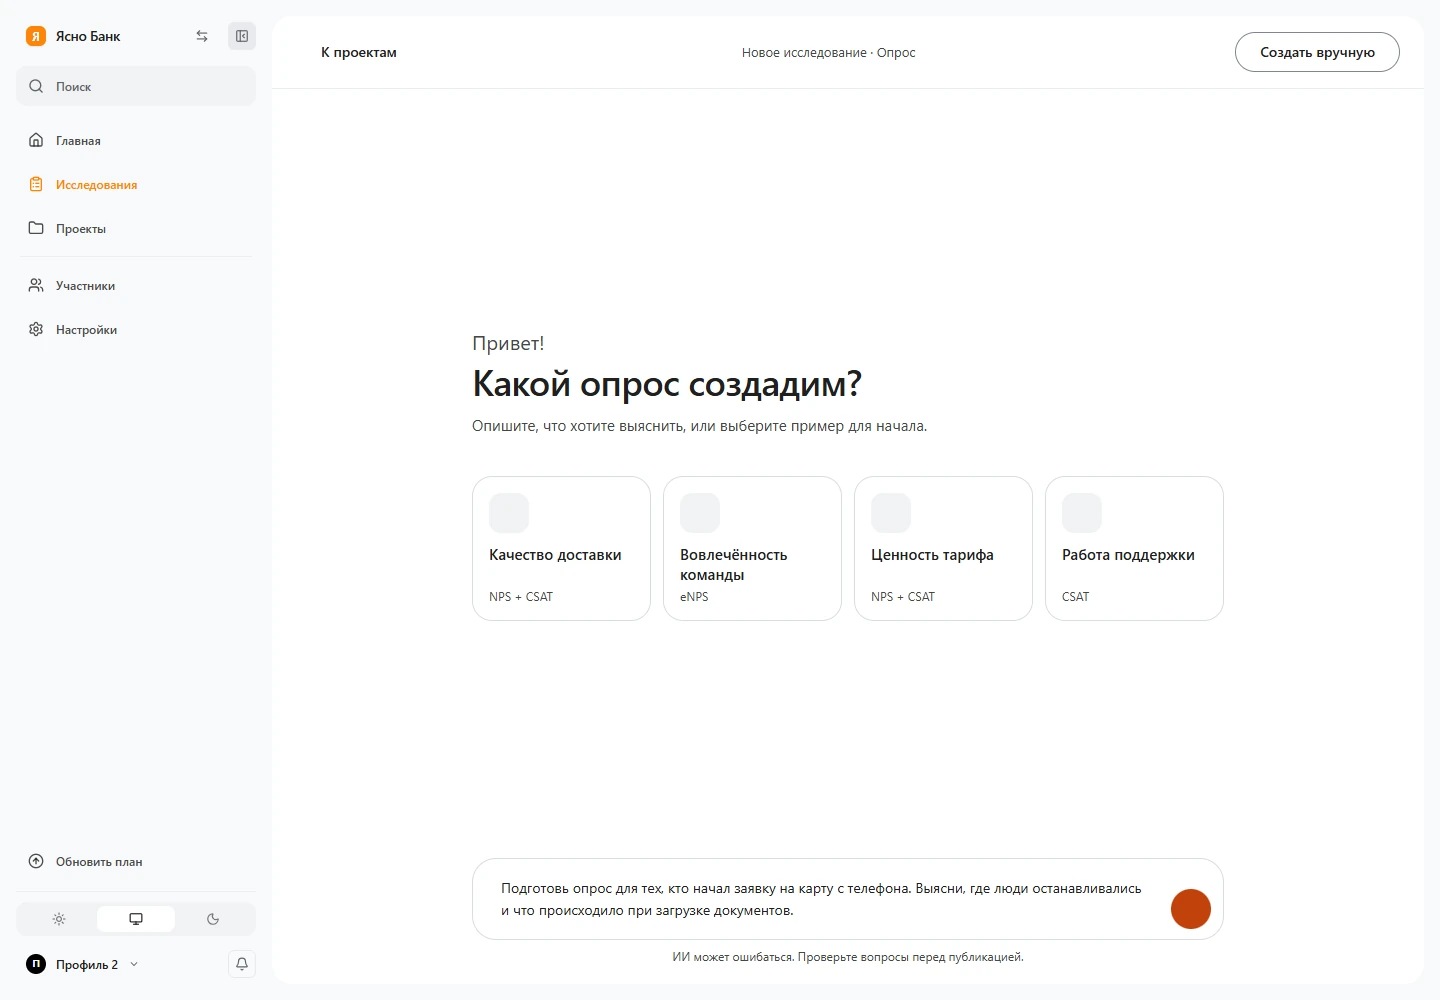 Я Ясно Банк
Поиск
Главная
Исследования
Проекты
Участники
Настройки
Обновить план
П Профиль 2
К проектам
Новое исследование · Опрос
Создать вручную
Привет!
Какой опрос создадим?
Опишите, что хотите выяснить, или выберите пример для начала.
Качество доставки
NPS + CSAT
Вовлечённость
команды
eNPS
Ценность тарифа
NPS + CSAT
Работа поддержки
CSAT
Подготовь опрос для тех, кто начал заявку на карту с телефона. Выясни, где люди останавливались
и что происходило при загрузке документов.
ИИ может ошибаться. Проверьте вопросы перед публикацией.